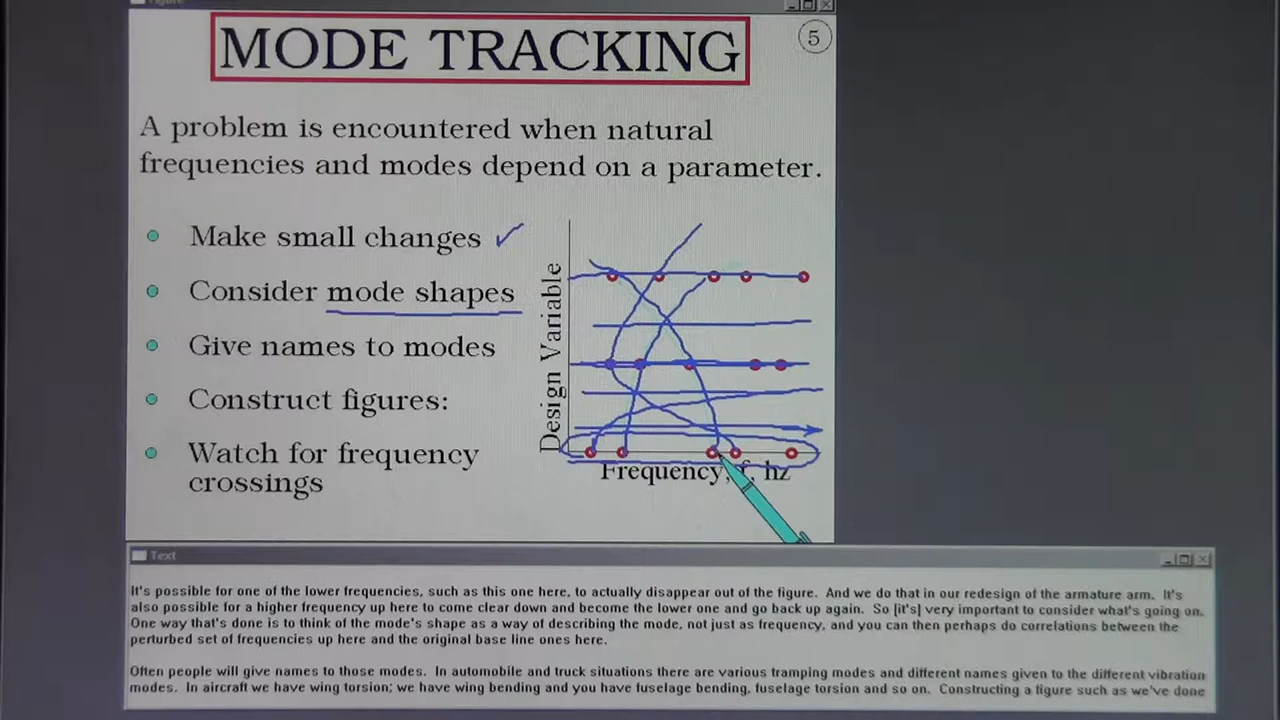 MODE TRACKING
5
A problem is encountered when natural
frequencies and modes depend on a parameter.
Make small changes
Consider mode shapes
Give names to modes
Construct figures:
Watch for frequency
crossings
Design Variable
Frequency, f, hz
Text
It's possible for one of the lower frequencies, such as this one here, to actually disappear out of the figure. And we do that in our redesign of the armature arm. It's
also possible for a higher frequency up here to come clear down and become the lower one and go back up again. So [it's] very important to consider what's going on.
One way that's done is to think of the mode's shape as a way of describing the mode, not just as frequency, and you can then perhaps do correlations between the
perturbed set of frequencies up here and the original base line ones here.
Often people will give names to those modes. In automobile and truck situations there are various tramping modes and different names given to the different vibration
modes. In aircraft we have wing torsion; we have wing bending and you have fuselage bending, fuselage torsion and so on. Constructing a figure such as we've done